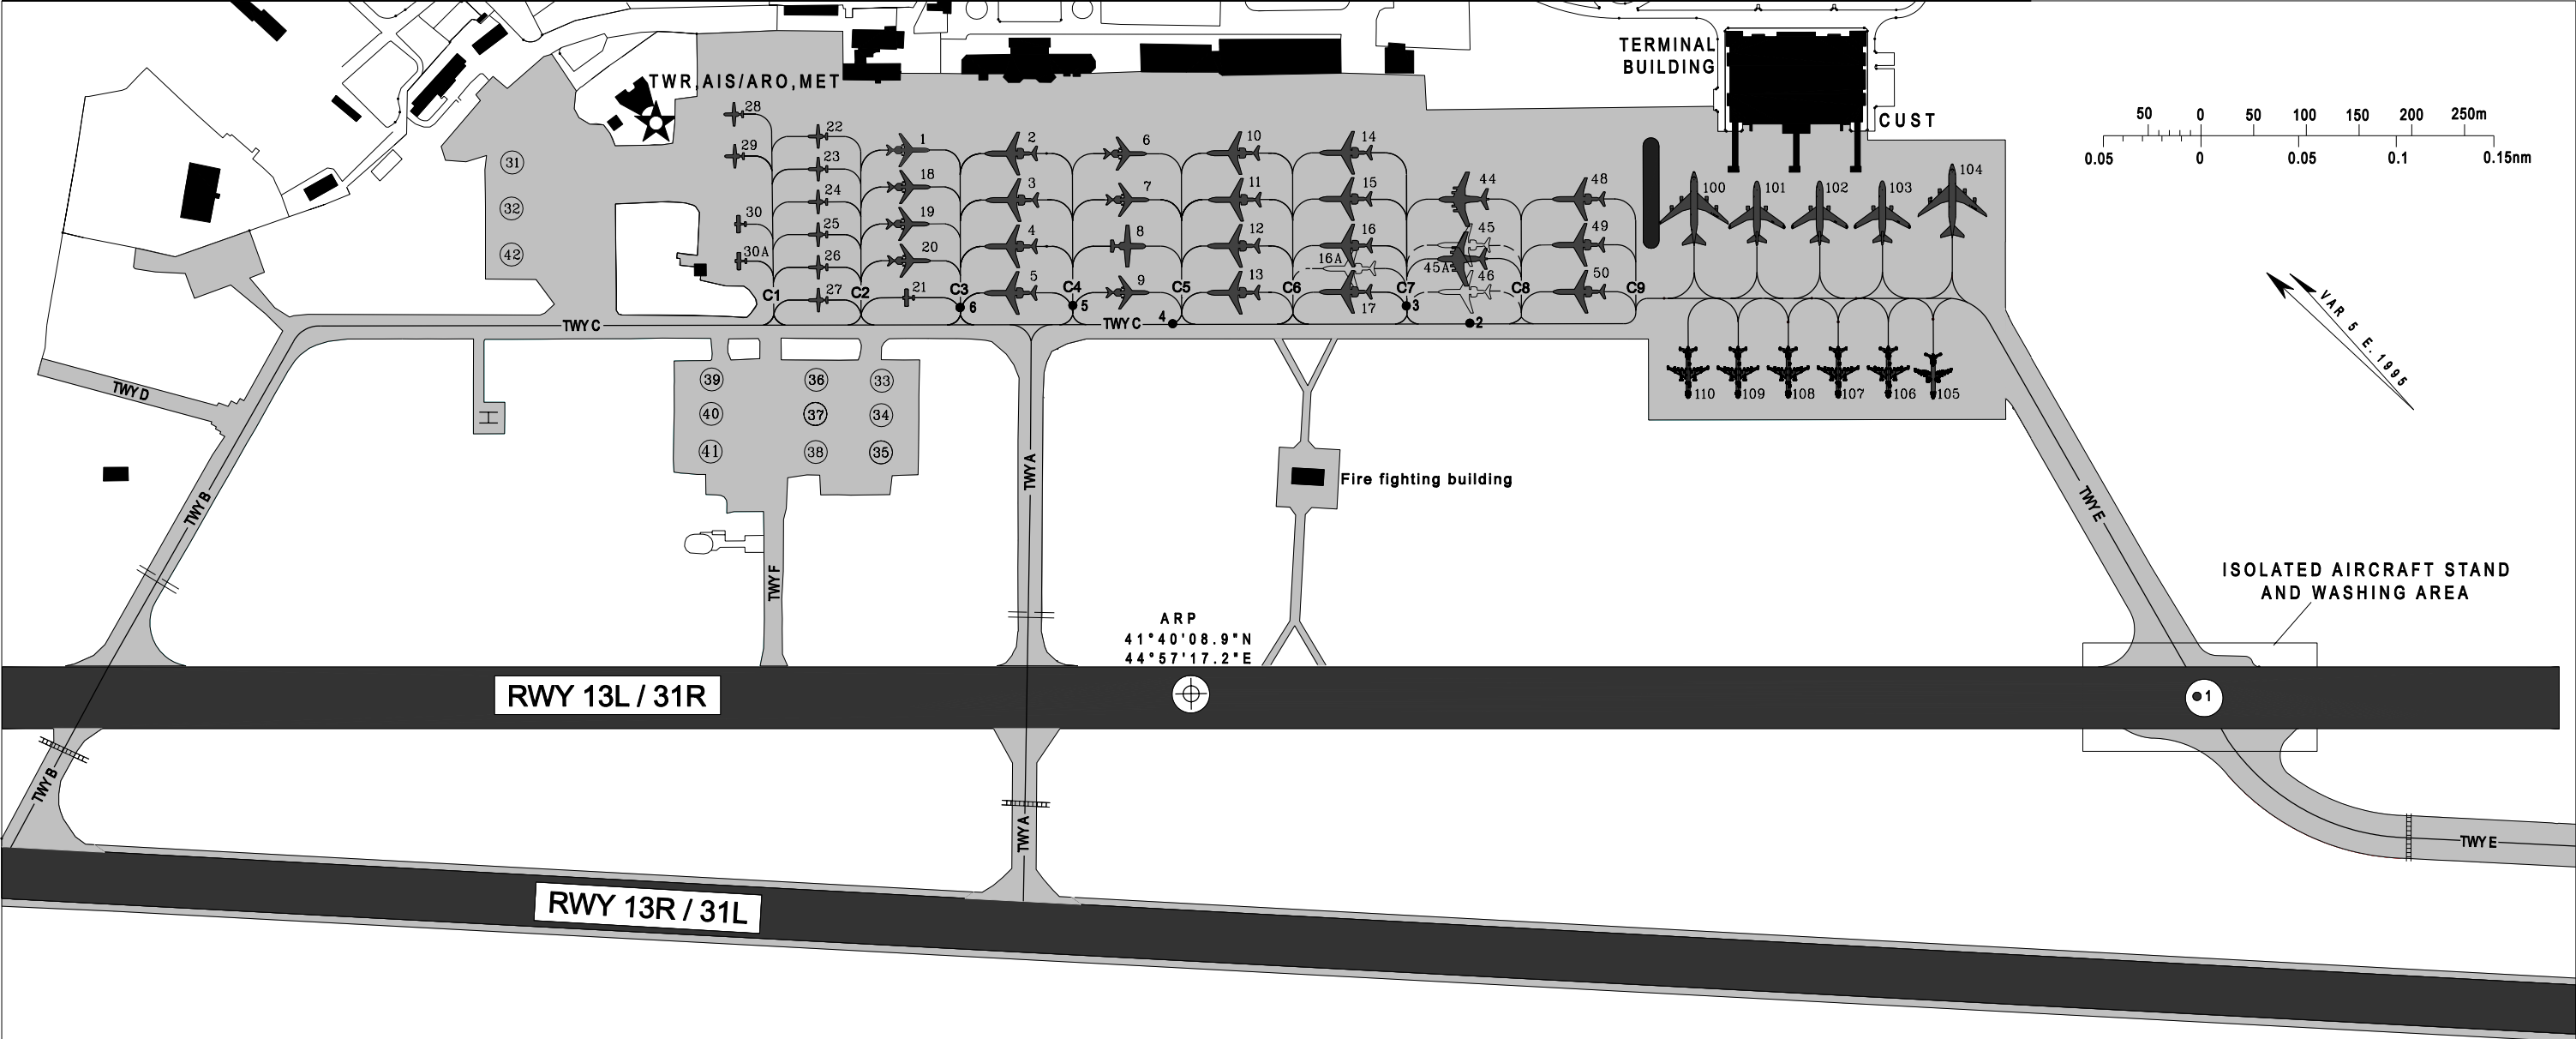 TERMINAL
BUILDING
TWR,AIS/ARO,MET
CUST
50 0 50 100 150 200 250m
0.05 0 0.05 0.1 0.15nm
VAR 5 E. 1995
28
29
30
30A
22
23
24
25
26
27
1
18
19
20
21
2
3
4
5
6
7
8
9
10
11
12
13
14
15
16
16A
17
44
45
45A
46
48
49
50
100
101
102
103
104
31
32
42
C1
C2
C3
C4
C5
C6
C7
C8
C9
6
5
4
3
2
TWY C
TWY C
110
109
108
107
106
105
39
36
33
40
37
34
41
38
35
H
TWY D
TWY B
TWY F
TWY A
TWY E
Fire fighting building
ISOLATED AIRCRAFT STAND
AND WASHING AREA
ARP
41°40'08.9"N
44°57'17.2"E
RWY 13L / 31R
1
TWY B
TWY A
TWY E
RWY 13R / 31L